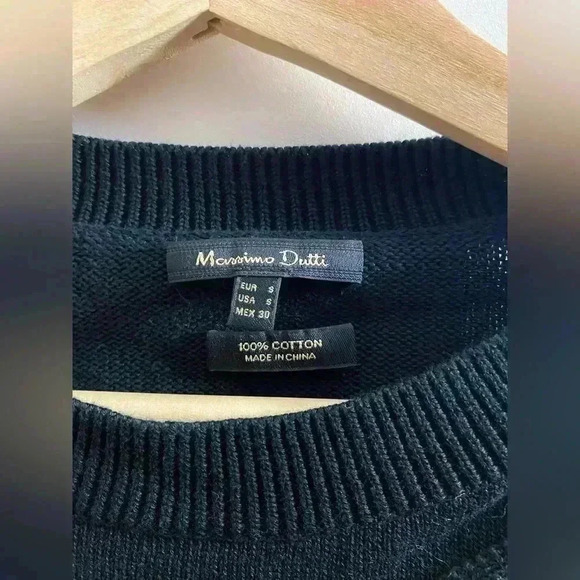 Massimo Dutti
EUR S
USA S
MEX 30
100% COTTON
MADE IN CHINA